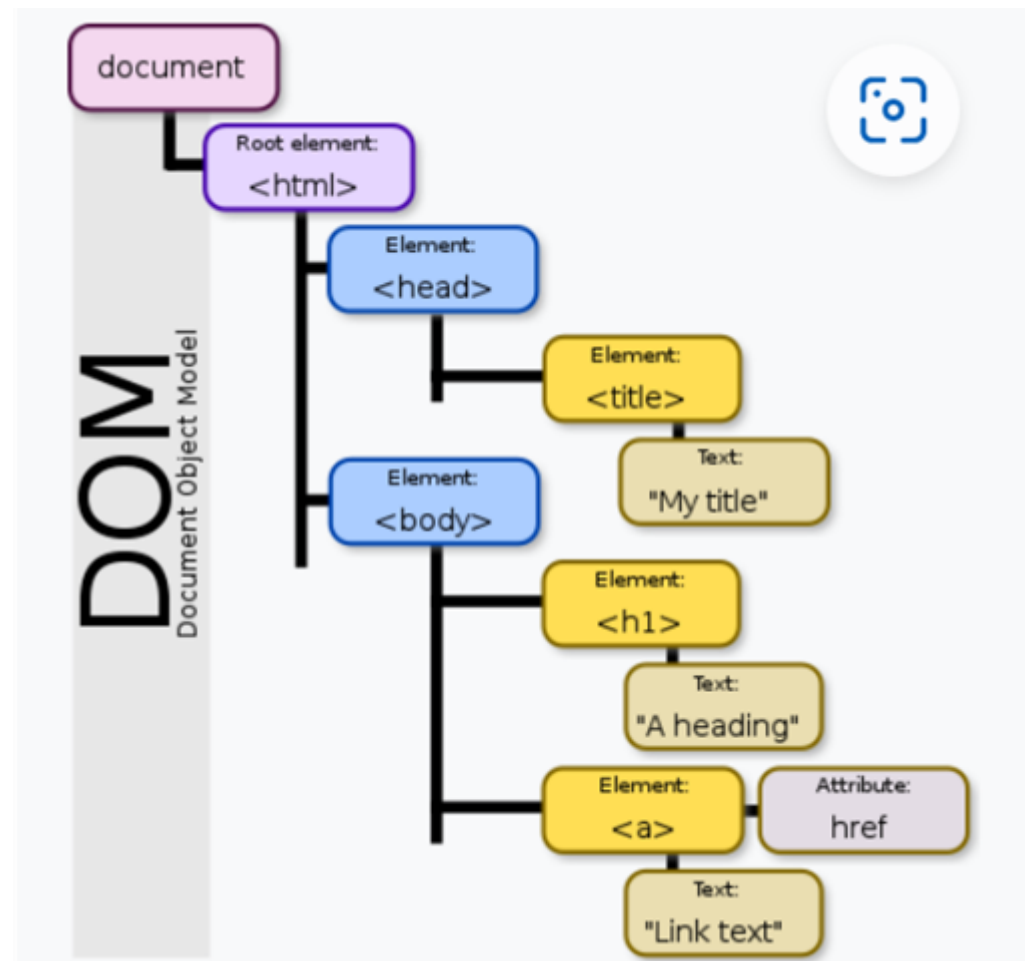 document
Root element:
<html>
Element:
<head>
Element:
<title>
Text:
"My title"
DOM
Document Object Model
Element:
<body>
Element:
<h1>
Text:
"A heading"
Element:
<a>
Attribute:
href
Text:
"Link text"